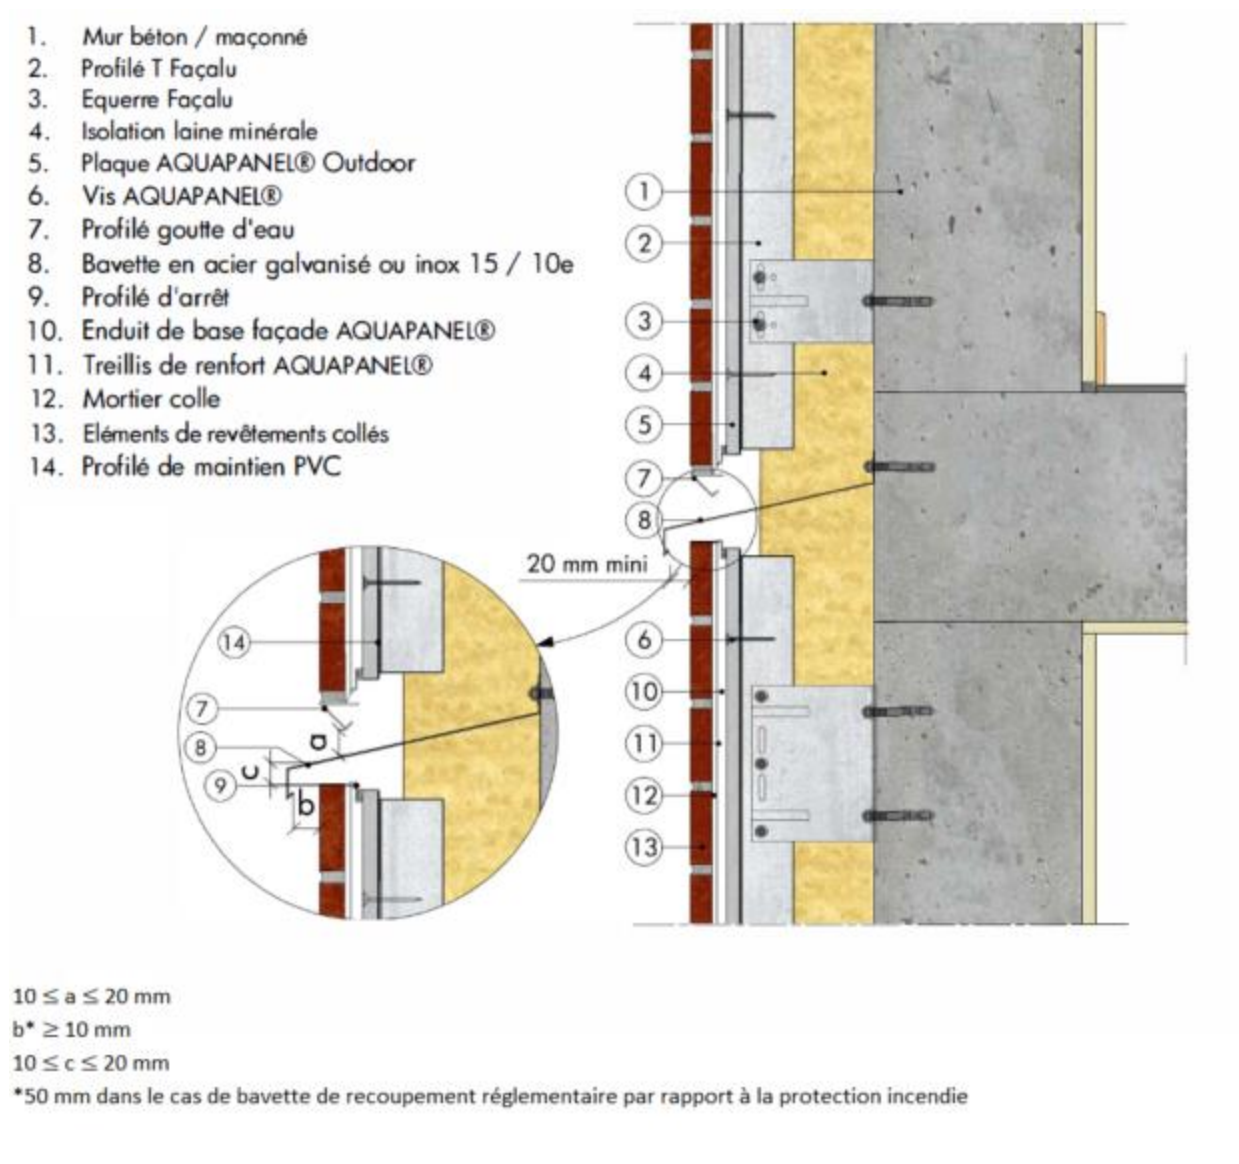 1. Mur béton / maçonné
2. Profilé T Façalu
3. Equerre Façalu
4. Isolation laine minérale
5. Plaque AQUAPANEL® Outdoor
6. Vis AQUAPANEL®
7. Profilé goutte d'eau
8. Bavette en acier galvanisé ou inox 15 / 10e
9. Profilé d'arrêt
10. Enduit de base façade AQUAPANEL®
11. Treillis de renfort AQUAPANEL®
12. Mortier colle
13. Eléments de revêtements collés
14. Profilé de maintien PVC
1
2
3
4
5
7
8
20 mm mini
6
10
11
12
13
14
7
8
9
a
c
b
10 ≤ a ≤ 20 mm
b* ≥ 10 mm
10 ≤ c ≤ 20 mm
*50 mm dans le cas de bavette de recoupement réglementaire par rapport à la protection incendie